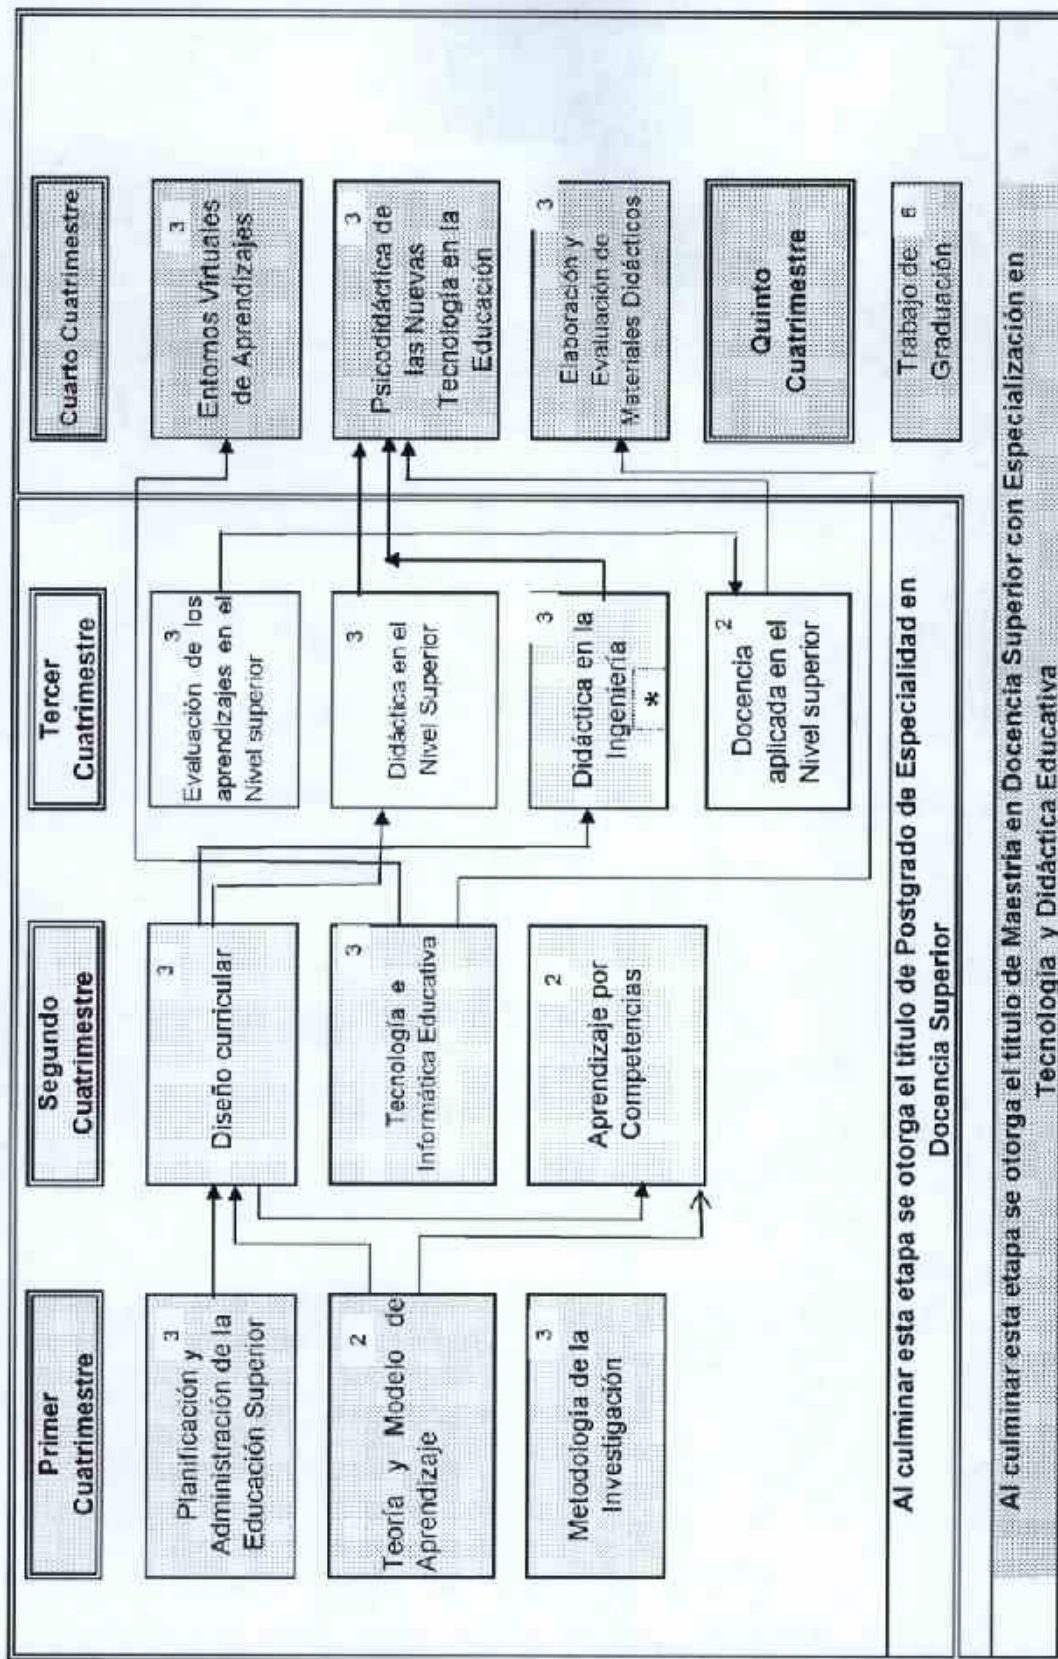 Primer
Cuatrimestre
3
Planificación y
Administración de la
Educación Superior
2
Teoría y Modelo de
Aprendizaje
3
Metodología de la
Investigación
Segundo
Cuatrimestre
3
Diseño curricular
3
Tecnología e
Informática Educativa
2
Aprendizaje por
Competencias
Tercer
Cuatrimestre
3
Evaluación de los
aprendizajes en el
Nivel superior
3
Didáctica en el
Nivel Superior
3
Didáctica en la
Ingeniería
*
2
Docencia
aplicada en el
Nivel superior
Cuarto Cuatrimestre
3
Entornos Virtuales
de Aprendizajes
3
Psicodidáctica de
las Nuevas
Tecnología en la
Educación
3
Elaboración y
Evaluación de
Materiales Didácticos
Quinto
Cuatrimestre
Trabajo de 6
Graduación
Al culminar esta etapa se otorga el título de Postgrado de Especialidad en
Docencia Superior
Al culminar esta etapa se otorga el título de Maestría en Docencia Superior con Especialización en
Tecnología y Didáctica Educativa